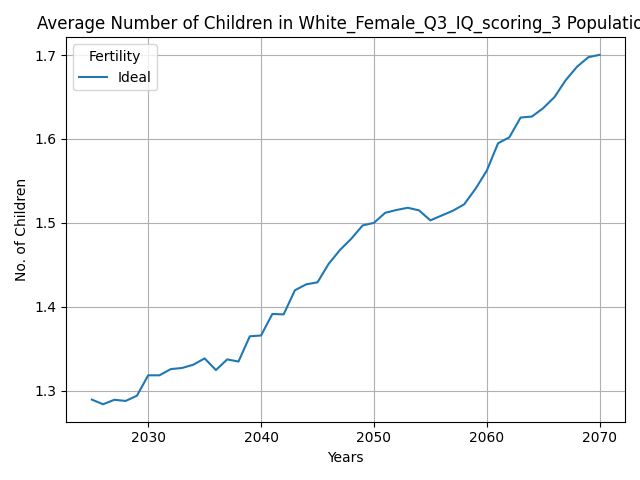 Average Number of Children in White_Female_Q3_IQ_scoring_3 Populatio
Fertility
Ideal
1.7
1.6
1.5
1.4
1.3
No. of Children
2030 2040 2050 2060 2070
Years